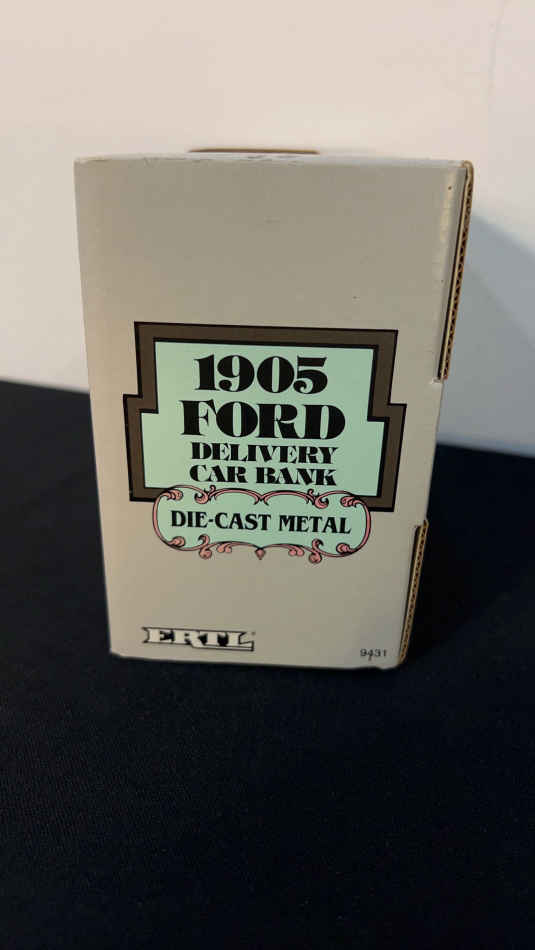 1905
FORD
DELIVERY
CAR BANK
DIE-CAST METAL
ERTL®
9431